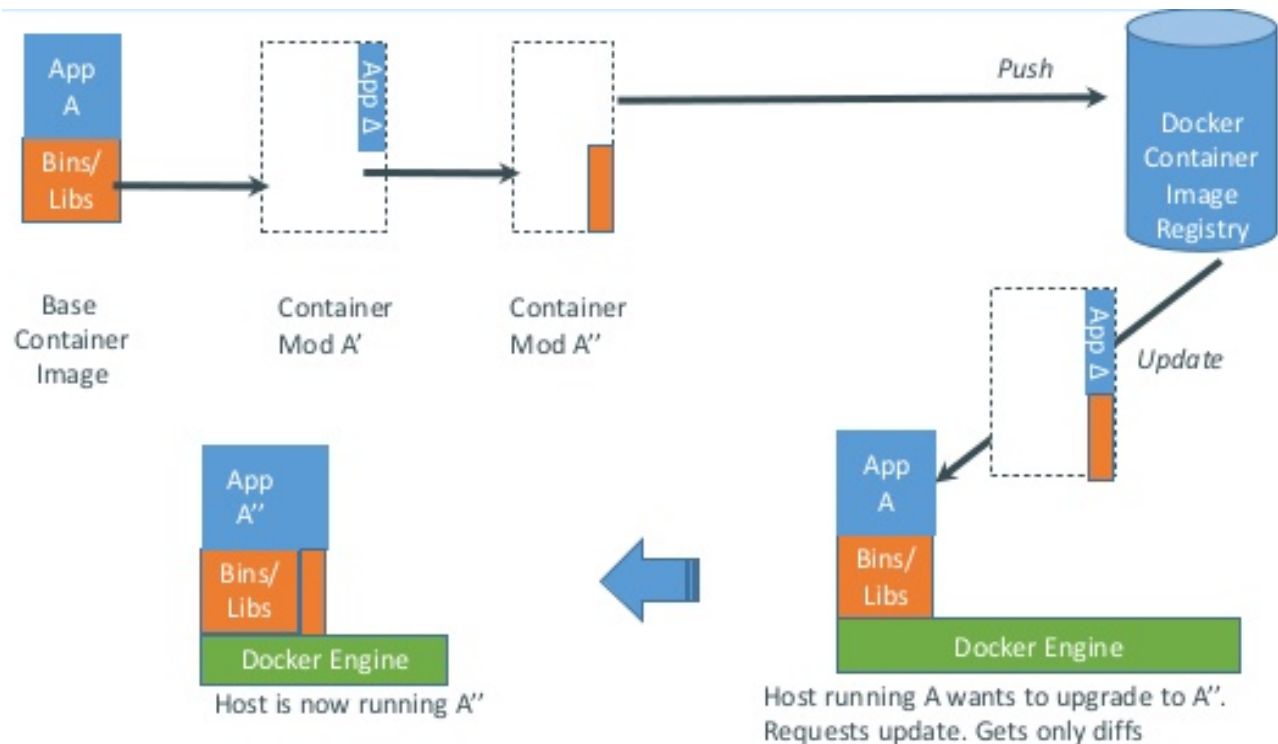 App
A
Bins/
Libs
App Δ
Push
Docker
Container
Image
Registry
Base
Container
Image
Container
Mod A’
Container
Mod A’’
App Δ
Update
App
A
Bins/
Libs
Docker Engine
Host running A wants to upgrade to A’’.
Requests update. Gets only diffs
App
A’’
Bins/
Libs
Docker Engine
Host is now running A’’